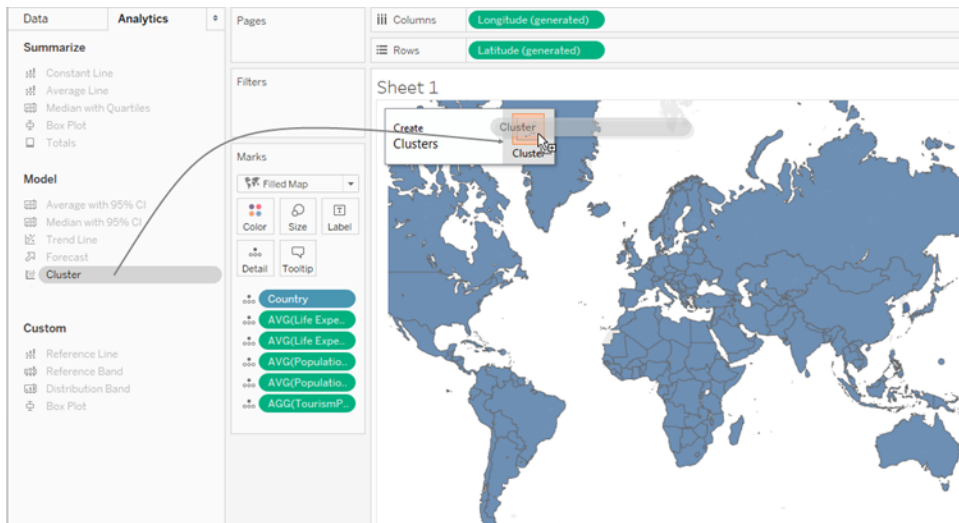 Data
Analytics
Summarize
Constant Line
Average Line
Median with Quartiles
Box Plot
Totals
Model
Average with 95% CI
Median with 95% CI
Trend Line
Forecast
Cluster
Custom
Reference Line
Reference Band
Distribution Band
Box Plot
Pages
Filters
Marks
Filled Map
Color
Size
Label
Detail
Tooltip
Country
AVG(Life Expe..
AVG(Life Expe..
AVG(Populatio..
AVG(Populatio..
AGG(TourismP..
Columns
Longitude (generated)
Rows
Latitude (generated)
Sheet 1
Create
Clusters
Cluster
Cluster